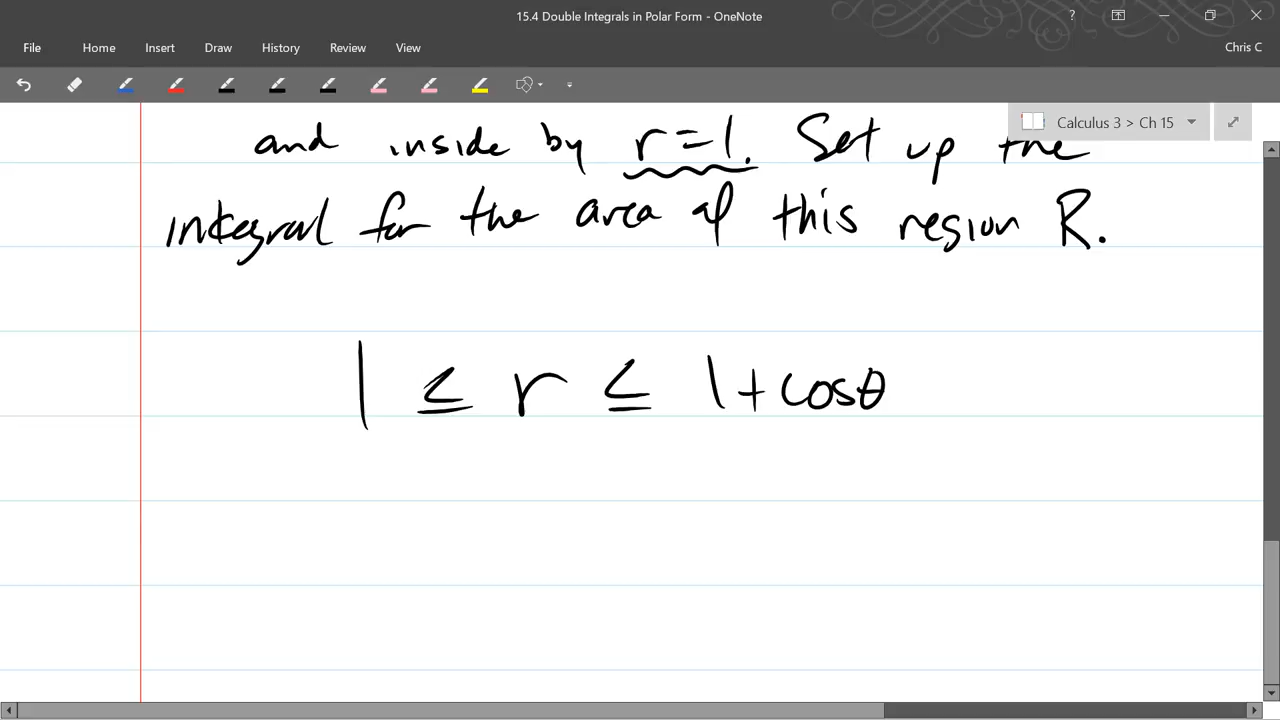 15.4 Double Integrals in Polar Form - OneNote
File Home Insert Draw History Review View Chris C
Calculus 3 > Ch 15
and inside by r=1. Set up the
integral for the area of this region R.
1 ≤ r ≤ 1+cosθ